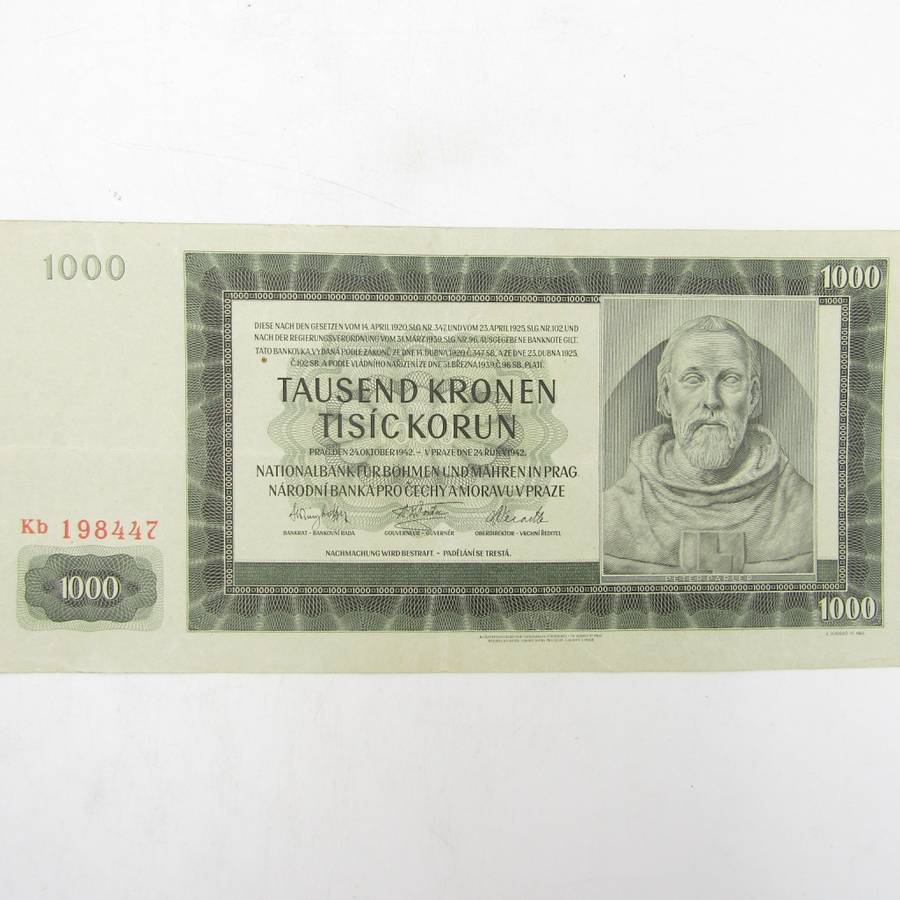 1000
1000
DIESE NACH DEN GESETZEN VOM 14. APRIL 1920, SLG. NR. 347, UND VOM 23. APRIL 1925, SLG. NR. 102, UND
NACH DER REGIERUNGSVERORDNUNG VOM 31. MÄRZ 1939, SLG. NR. 96, AUSGEGEBENE BANKNOTE GILT.
TATO BANKOVKA, VYDANÁ PODLE ZÁKONŮ ZE DNE 14. DUBNA 1920, Č. 347 SB., A ZE DNE 23. DUBNA 1925,
Č. 102 SB. A PODLE VLÁDNÍHO NAŘÍZENÍ ZE DNE 31. BŘEZNA 1939, Č. 96 SB., PLATÍ.
TAUSEND KRONEN
TISÍC KORUN
PRAG, DEN 24. OKTOBER 1942. – V PRAZE DNE 24. ŘÍJNA 1942.
NATIONALBANK FÜR BÖHMEN UND MÄHREN IN PRAG
NÁRODNÍ BANKA PRO ČECHY A MORAVU V PRAZE
BANKRAT - BANKOVNÍ RADA
GOUVERNEUR - GUVERNÉR
OBERDIREKTOR - VRCHNÍ ŘEDITEL
NACHMACHUNG WIRD BESTRAFT. - PADĚLÁNÍ SE TRESTÁ.
PETER PARLER
Kb 198447
1000
1000